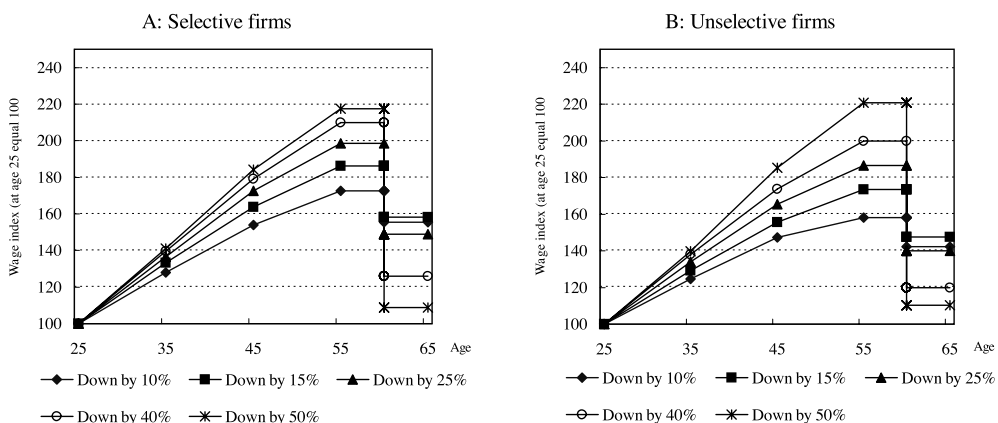 A: Selective firms
Wage index (at age 25 equal 100
240
220
200
180
160
140
120
100
25 35 45 55 65 Age
Down by 10% Down by 15% Down by 25%
Down by 40% Down by 50%
B: Unselective firms
Wage index (at age 25 equal 100
240
220
200
180
160
140
120
100
25 35 45 55 65 Age
Down by 10% Down by 15% Down by 25%
Down by 40% Down by 50%